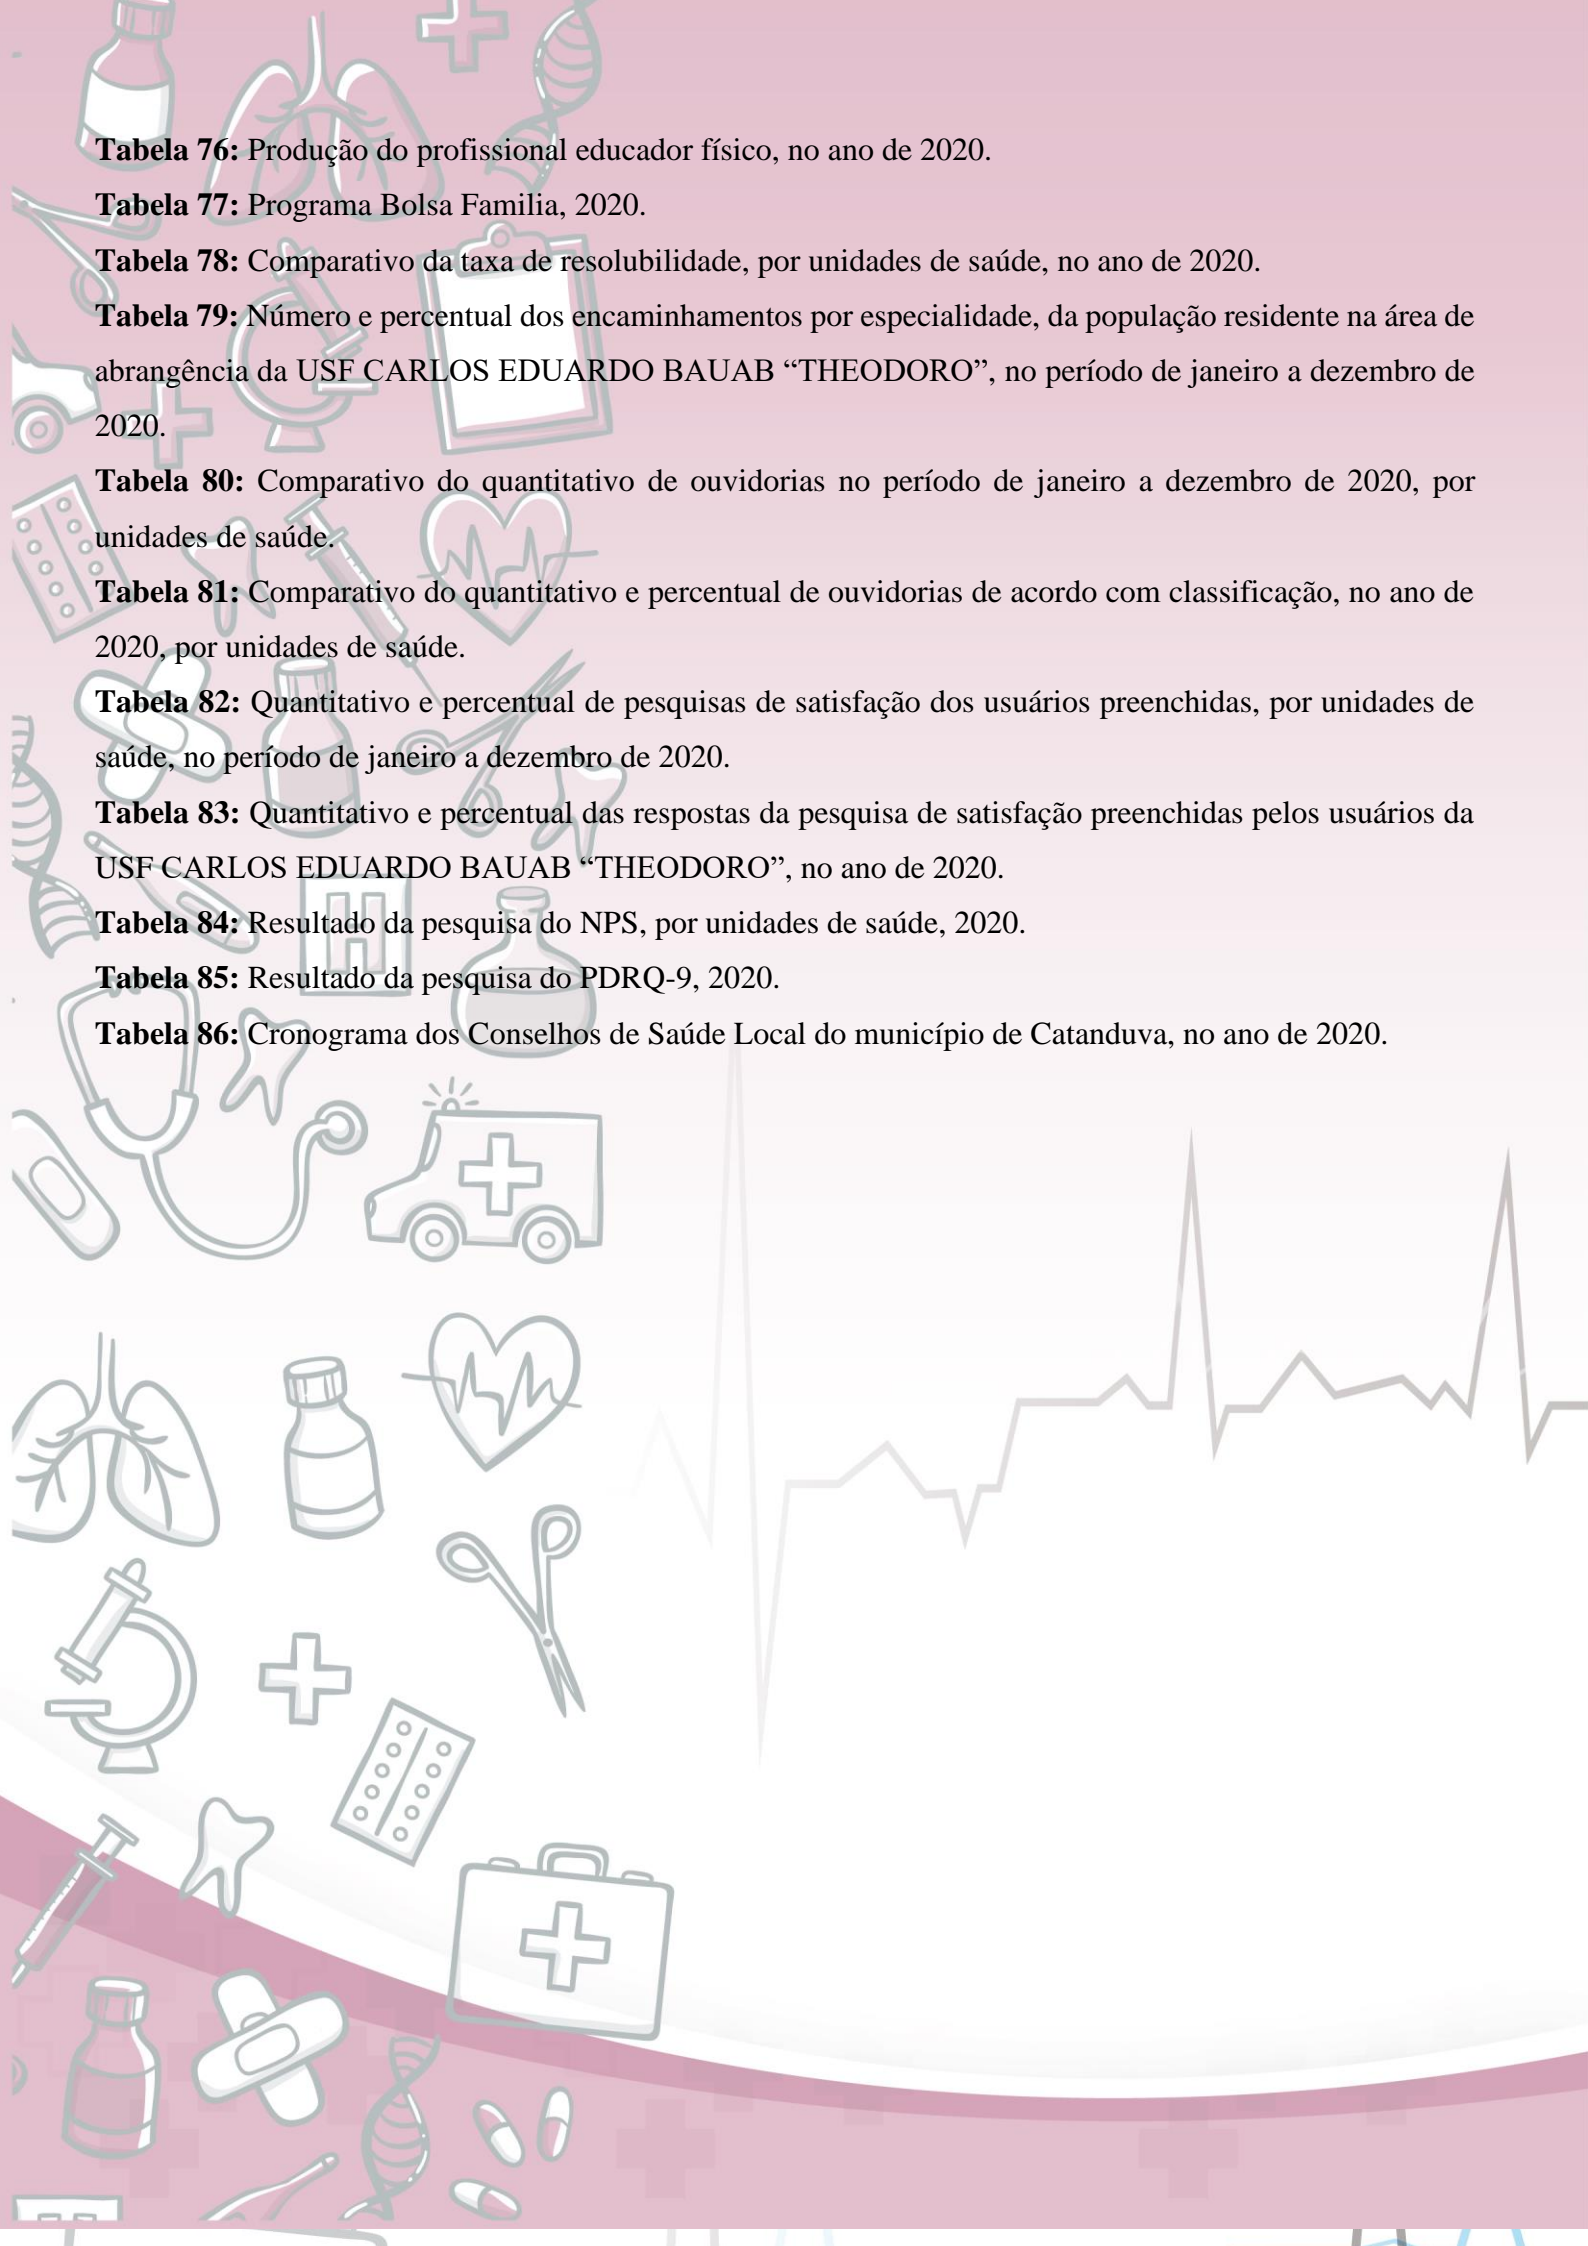 Tabela 76: Produção do profissional educador físico, no ano de 2020.
Tabela 77: Programa Bolsa Familia, 2020.
Tabela 78: Comparativo da taxa de resolubilidade, por unidades de saúde, no ano de 2020.
Tabela 79: Número e percentual dos encaminhamentos por especialidade, da população residente na área de
abrangência da USF CARLOS EDUARDO BAUAB “THEODORO”, no período de janeiro a dezembro de
2020.
Tabela 80: Comparativo do quantitativo de ouvidorias no período de janeiro a dezembro de 2020, por
unidades de saúde.
Tabela 81: Comparativo do quantitativo e percentual de ouvidorias de acordo com classificação, no ano de
2020, por unidades de saúde.
Tabela 82: Quantitativo e percentual de pesquisas de satisfação dos usuários preenchidas, por unidades de
saúde, no período de janeiro a dezembro de 2020.
Tabela 83: Quantitativo e percentual das respostas da pesquisa de satisfação preenchidas pelos usuários da
USF CARLOS EDUARDO BAUAB “THEODORO”, no ano de 2020.
Tabela 84: Resultado da pesquisa do NPS, por unidades de saúde, 2020.
Tabela 85: Resultado da pesquisa do PDRQ-9, 2020.
Tabela 86: Cronograma dos Conselhos de Saúde Local do município de Catanduva, no ano de 2020.
H